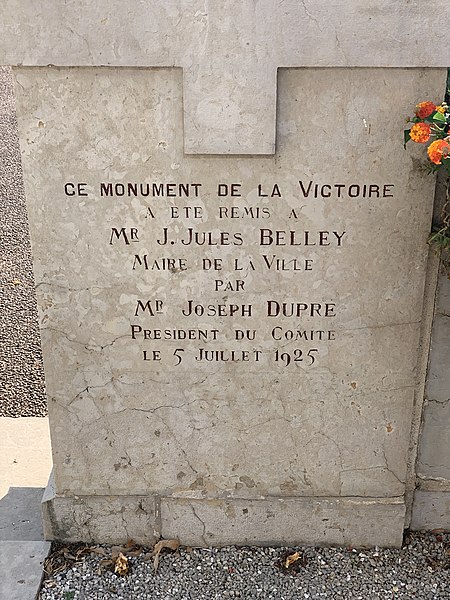 CE MONUMENT DE LA VICTOIRE
A ETE REMIS A
MR J. JULES BELLEY
MAIRE DE LA VILLE
PAR
MR JOSEPH DUPRE
PRESIDENT DU COMITE
LE 5 JUILLET 1925